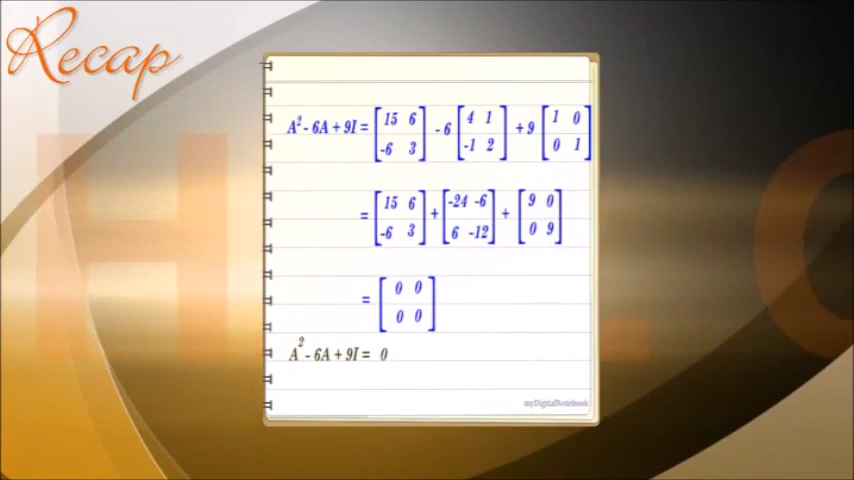 Recap
A² - 6A + 9I = [15 6; -6 3] - 6 [4 1; -1 2] + 9 [1 0; 0 1]
= [15 6; -6 3] + [-24 -6; 6 -12] + [9 0; 0 9]
= [0 0; 0 0]
A² - 6A + 9I = 0
myDigitalNotebook